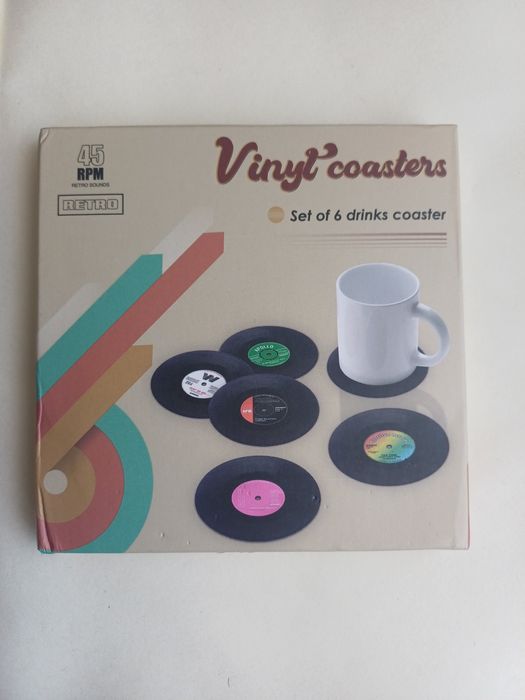 45
RPM
RETRO SOUNDS
RETRO
Vinyl coasters
Set of 6 drinks coaster
APOLLO
W